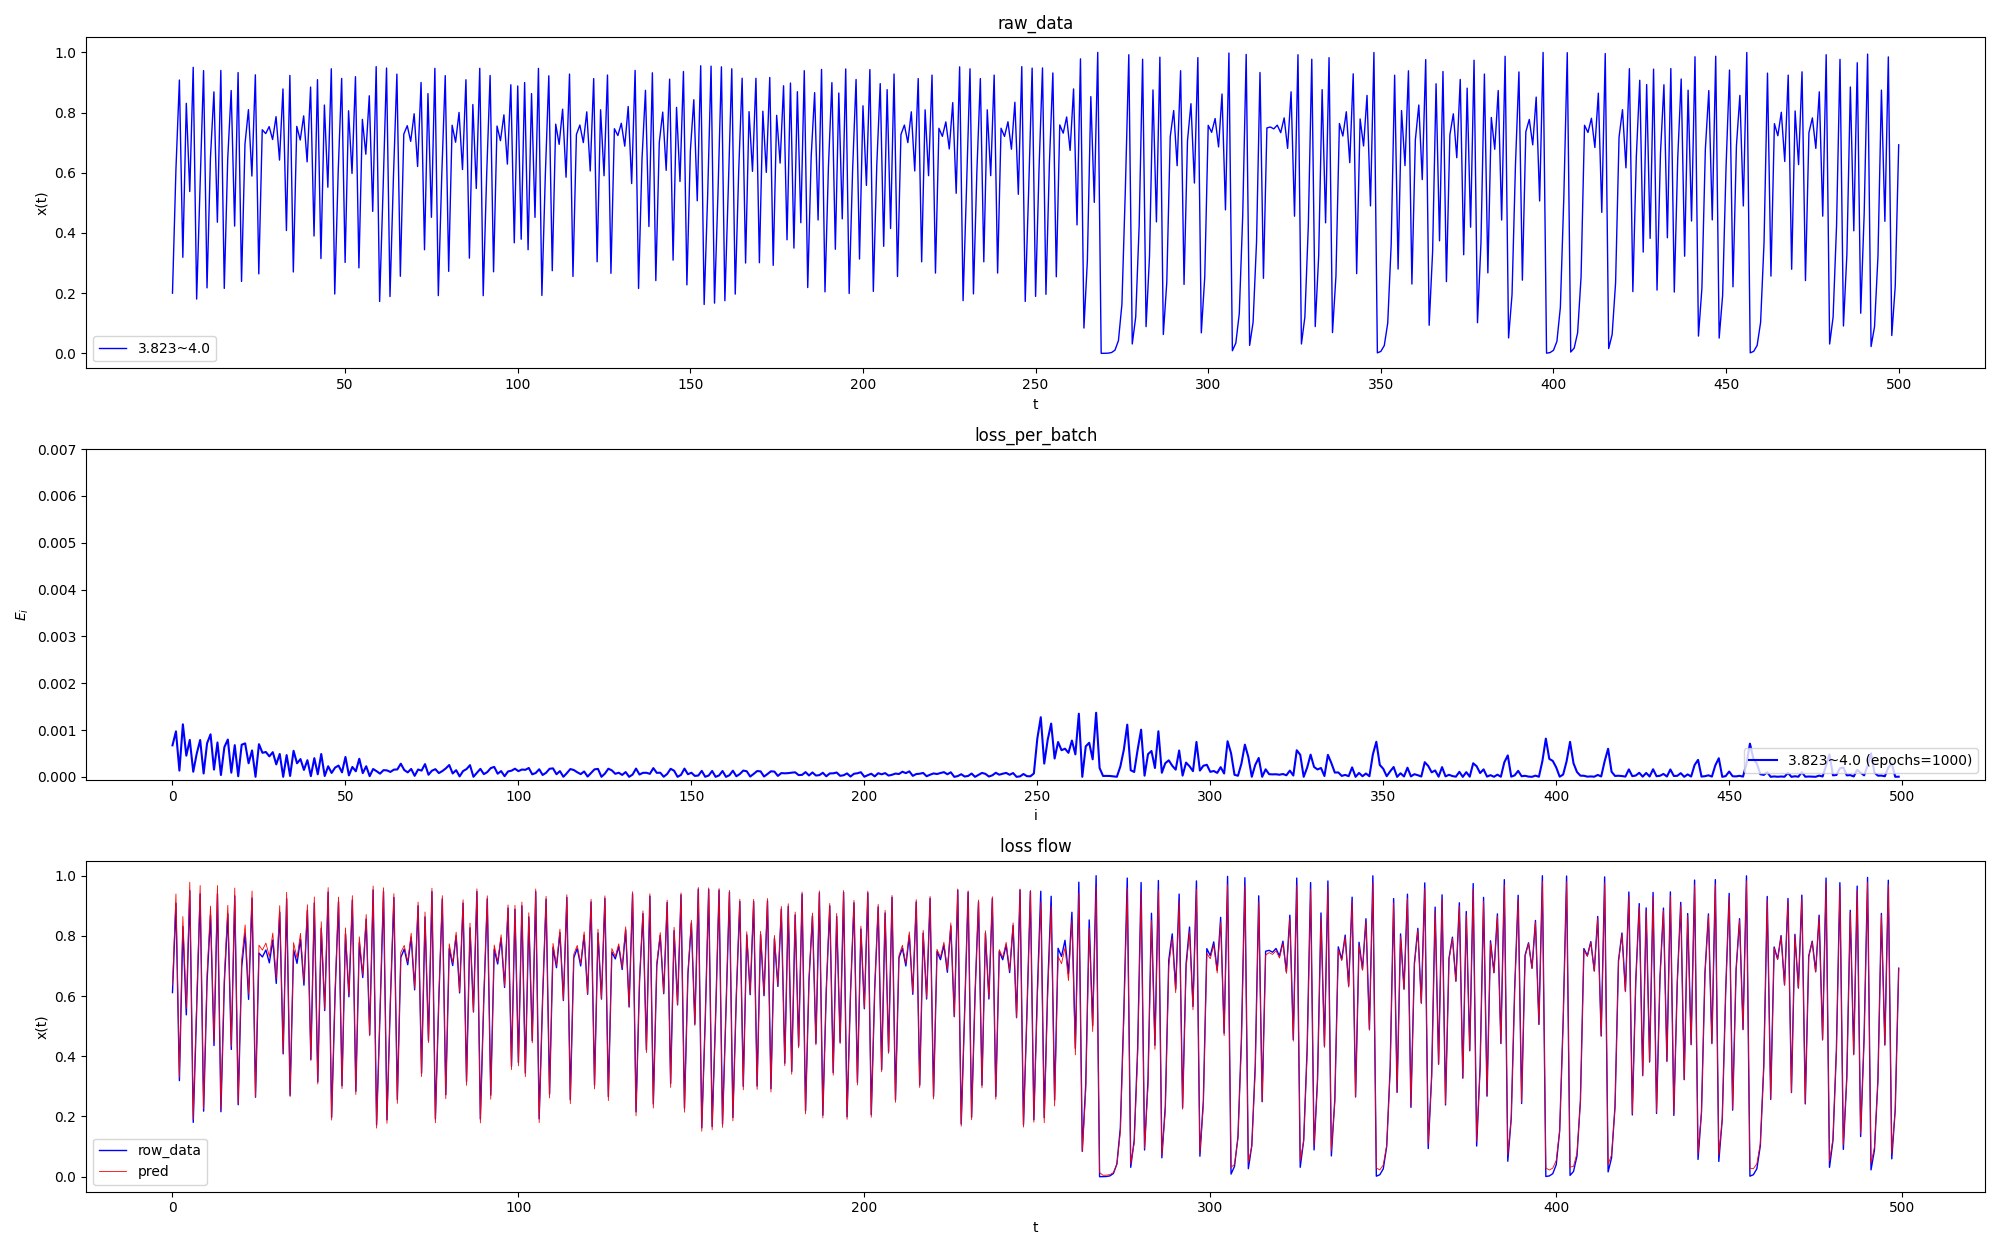 raw_data
1.0
0.8
0.6
0.4
0.2
0.0
x(t)
3.823~4.0
50 100 150 200 250 300 350 400 450 500
t
loss_per_batch
0.007
0.006
0.005
0.004
0.003
0.002
0.001
0.000
E_i
3.823~4.0 (epochs=1000)
0 50 100 150 200 250 300 350 400 450 500
i
loss flow
1.0
0.8
0.6
0.4
0.2
0.0
x(t)
row_data
pred
0 100 200 300 400 500
t